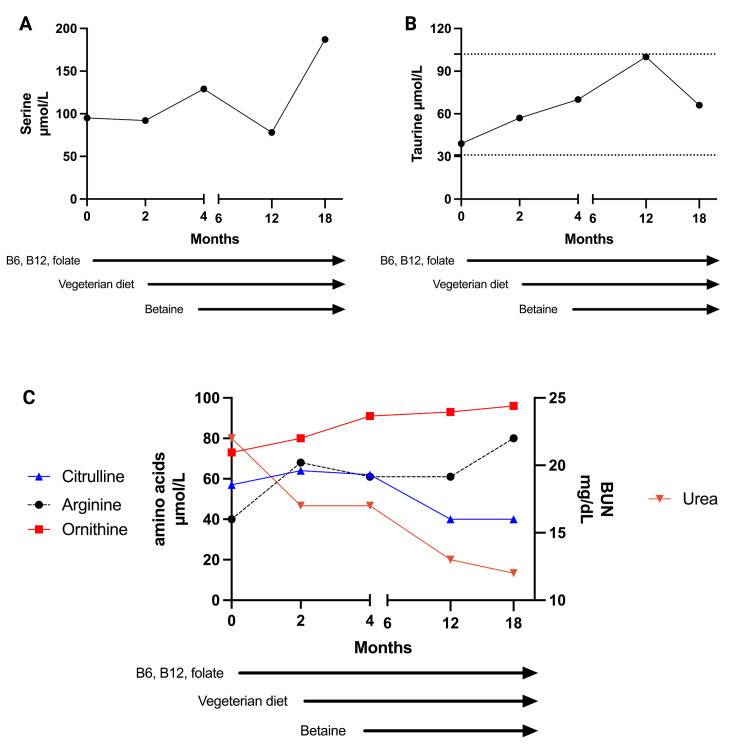 A
Serine
µmol/L
200
150
100
50
0
0 2 4 6 12 18
Months
B6, B12, folate
Vegeterian diet
Betaine
B
Taurine µmol/L
120
90
60
30
0
0 2 4 6 12 18
Months
B6, B12, folate
Vegeterian diet
Betaine
C
Citrulline
Arginine
Ornithine
amino acids
µmol/L
100
80
60
40
20
0
0 2 4 6 12 18
Months
25
20
15
10
BUN
mg/dL
Urea
B6, B12, folate
Vegeterian diet
Betaine